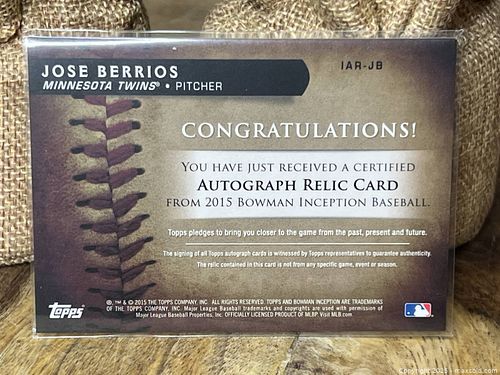 JOSE BERRIOS
MINNESOTA TWINS® • PITCHER
IAR-JB
CONGRATULATIONS!
YOU HAVE JUST RECEIVED A CERTIFIED
AUTOGRAPH RELIC CARD
FROM 2015 BOWMAN INCEPTION BASEBALL.
Topps pledges to bring you closer to the game from the past, present and future.
The signing of all Topps autograph cards is witnessed by Topps representatives to guarantee authenticity.
The relic contained in this card is not from any specific game, event or season.
®, ™ & © 2015 THE TOPPS COMPANY, INC. ALL RIGHTS RESERVED. TOPPS AND BOWMAN INCEPTION ARE TRADEMARKS
OF THE TOPPS COMPANY, INC. Major League Baseball trademarks and copyrights are used with permission of
Major League Baseball Properties, Inc. OFFICIALLY LICENSED PRODUCT OF MLBP. Visit MLB.com
Topps